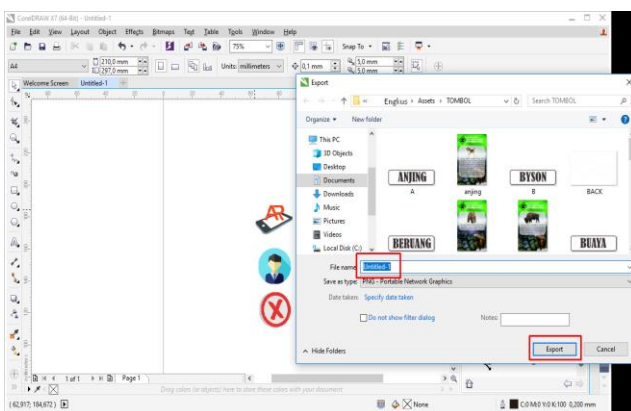 CorelDRAW X7 (64-Bit) - Untitled-1
File Edit View Layout Object Effects Bitmaps Text Table Tools Window Help
75% Snap To
A4 210,0 mm 297,0 mm Units: millimeters 0,1 mm 5,0 mm 5,0 mm
Welcome Screen Untitled-1
AR
Export
Englius › Assets › TOMBOL Search TOMBOL
Organize New folder
This PC
3D Objects
Desktop
Documents
Downloads
Music
Pictures
Videos
Local Disk (C:)
ANJING BYSON
A anjing B BACK
BERUANG BUAYA
File name: Untitled-1
Save as type: PNG - Portable Network Graphics
Date taken: Specify date taken
Do not show filter dialog Notes:
Hide Folders Export Cancel
1 of 1 Page 1
Drag colors (or objects) here to store these colors with your document
(62,917; 184,672) None C:0 M:0 Y:0 K:100 0,200 mm